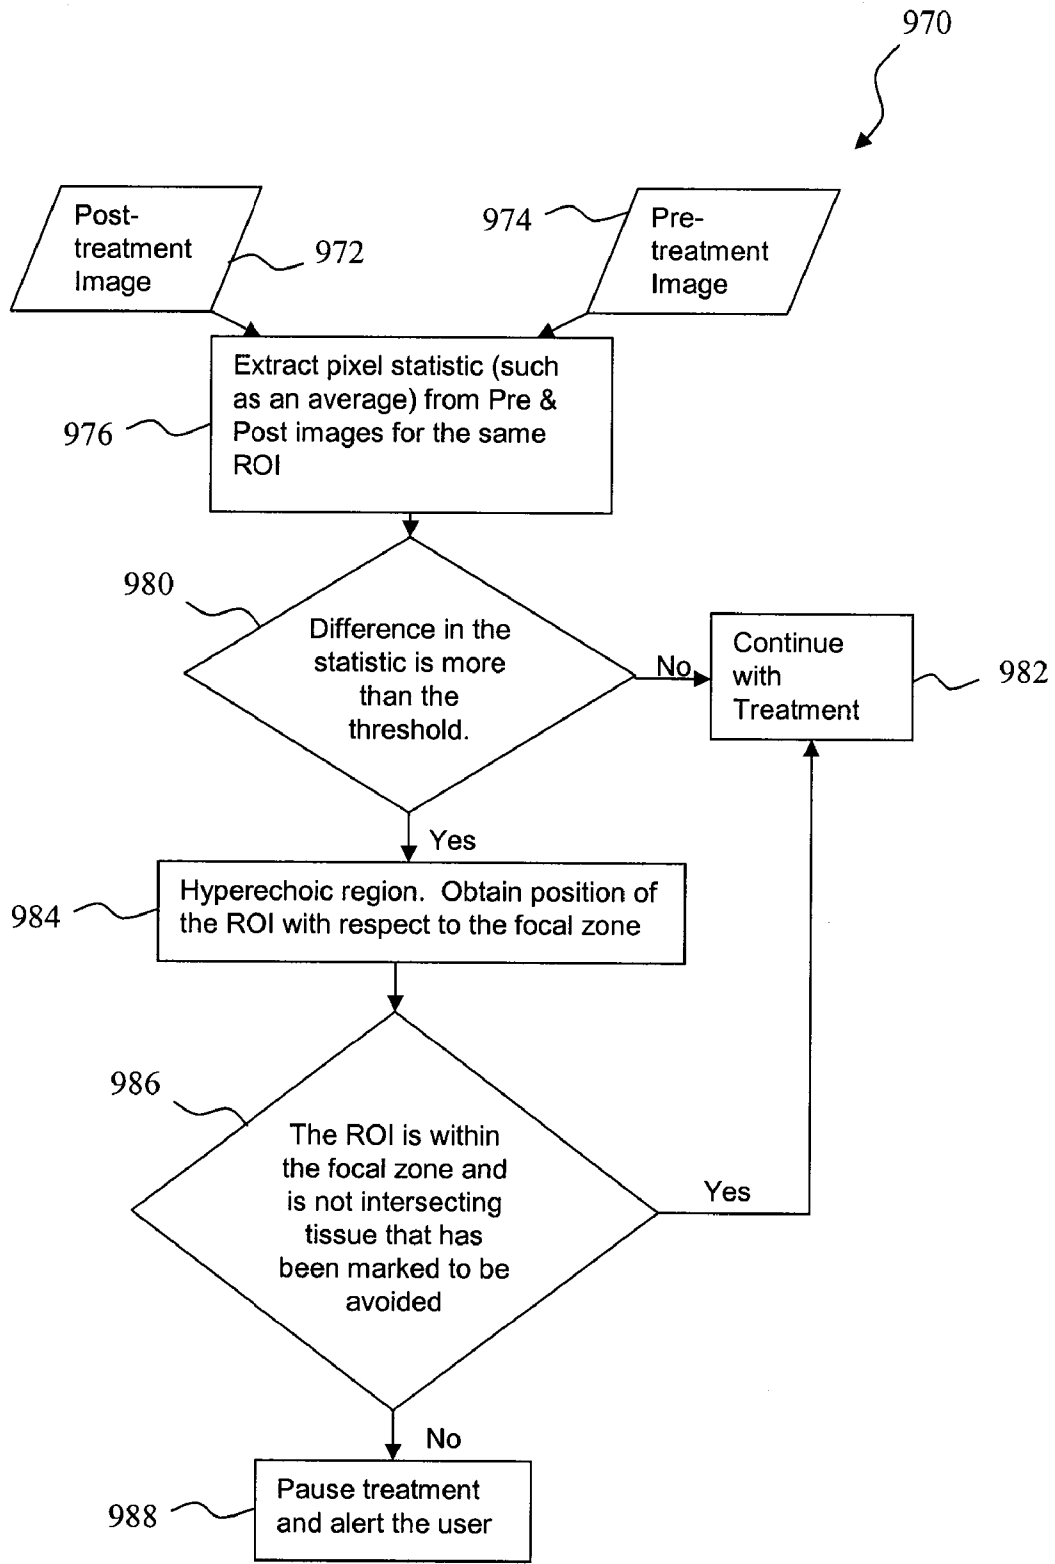 970
Post-
treatment
Image
972
974
Pre-
treatment
Image
Extract pixel statistic (such
as an average) from Pre &
Post images for the same
ROI
976
980
Difference in the
statistic is more
than the
threshold.
No
Continue
with
Treatment
982
Yes
984
Hyperechoic region. Obtain position of
the ROI with respect to the focal zone
986
The ROI is within
the focal zone and
is not intersecting
tissue that has
been marked to be
avoided
Yes
No
988
Pause treatment
and alert the user